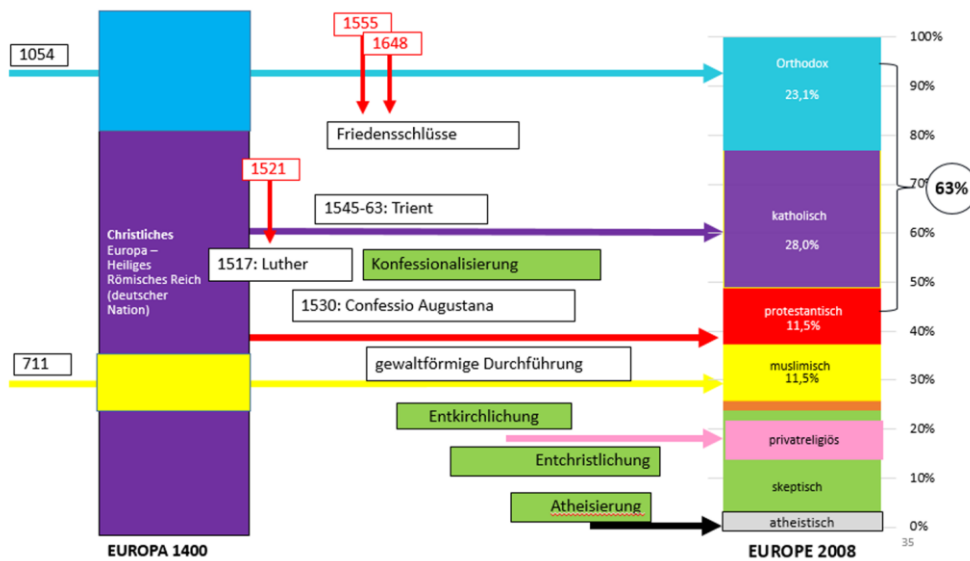 1054
1555
1648
Friedensschlüsse
1521
1545-63: Trient
1517: Luther
Konfessionalisierung
1530: Confessio Augustana
Christliches
Europa –
Heiliges
Römisches Reich
(deutscher
Nation)
711
gewaltförmige Durchführung
Entkirchlichung
Entchristlichung
Atheisierung
EUROPA 1400
Orthodox
23,1%
katholisch
28,0%
protestantisch
11,5%
muslimisch
11,5%
privatreligiös
skeptisch
atheistisch
EUROPE 2008
100%
90%
80%
70%
60%
50%
40%
30%
20%
10%
0%
63%
35